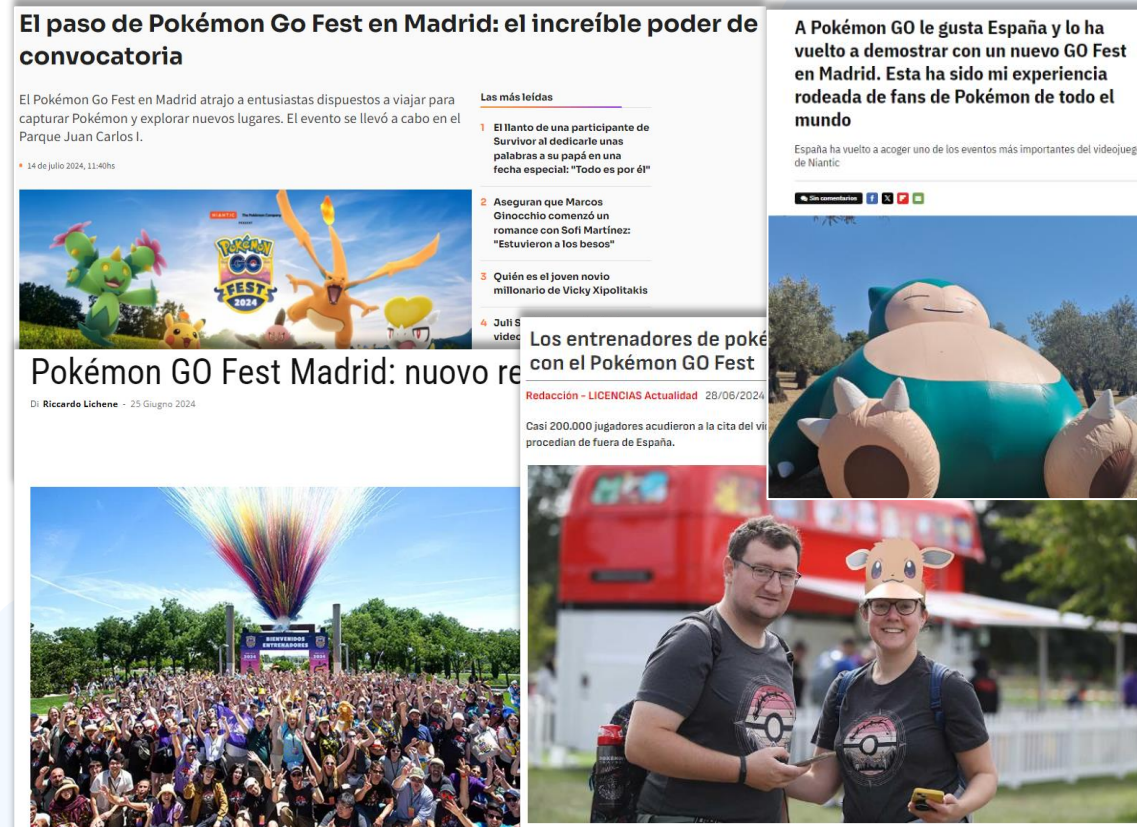 El paso de Pokémon Go Fest en Madrid: el increíble poder de
convocatoria
El Pokémon Go Fest en Madrid atrajo a entusiastas dispuestos a viajar para
capturar Pokémon y explorar nuevos lugares. El evento se llevó a cabo en el
Parque Juan Carlos I.
14 de julio 2024, 11:40hs
NIANTIC The Pokémon Company
POKÉMON
GO
FEST
2024
Las más leídas
1 El llanto de una participante de
Survivor al dedicarle unas
palabras a su papá en una
fecha especial: "Todo es por él"
2 Aseguran que Marcos
Ginocchio comenzó un
romance con Sofi Martínez:
"Estuvieron a los besos"
3 Quién es el joven novio
millonario de Vicky Xipolitakis
4 Juli S
videc
A Pokémon GO le gusta España y lo ha
vuelto a demostrar con un nuevo GO Fest
en Madrid. Esta ha sido mi experiencia
rodeada de fans de Pokémon de todo el
mundo
España ha vuelto a acoger uno de los eventos más importantes del videojueg
de Niantic
Sin comentarios
Pokémon GO Fest Madrid: nuovo re
Di Riccardo Lichene - 25 Giugno 2024
BIENVENIDOS
ENTRENADORES
Los entrenadores de poké
con el Pokémon GO Fest
Redacción - LICENCIAS Actualidad 28/06/2024
Casi 200.000 jugadores acudieron a la cita del vi
procedían de fuera de España.